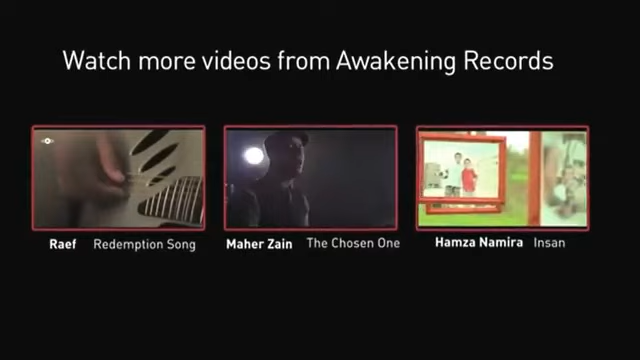 Watch more videos from Awakening Records
Raef Redemption Song
Maher Zain The Chosen One
Hamza Namira Insan